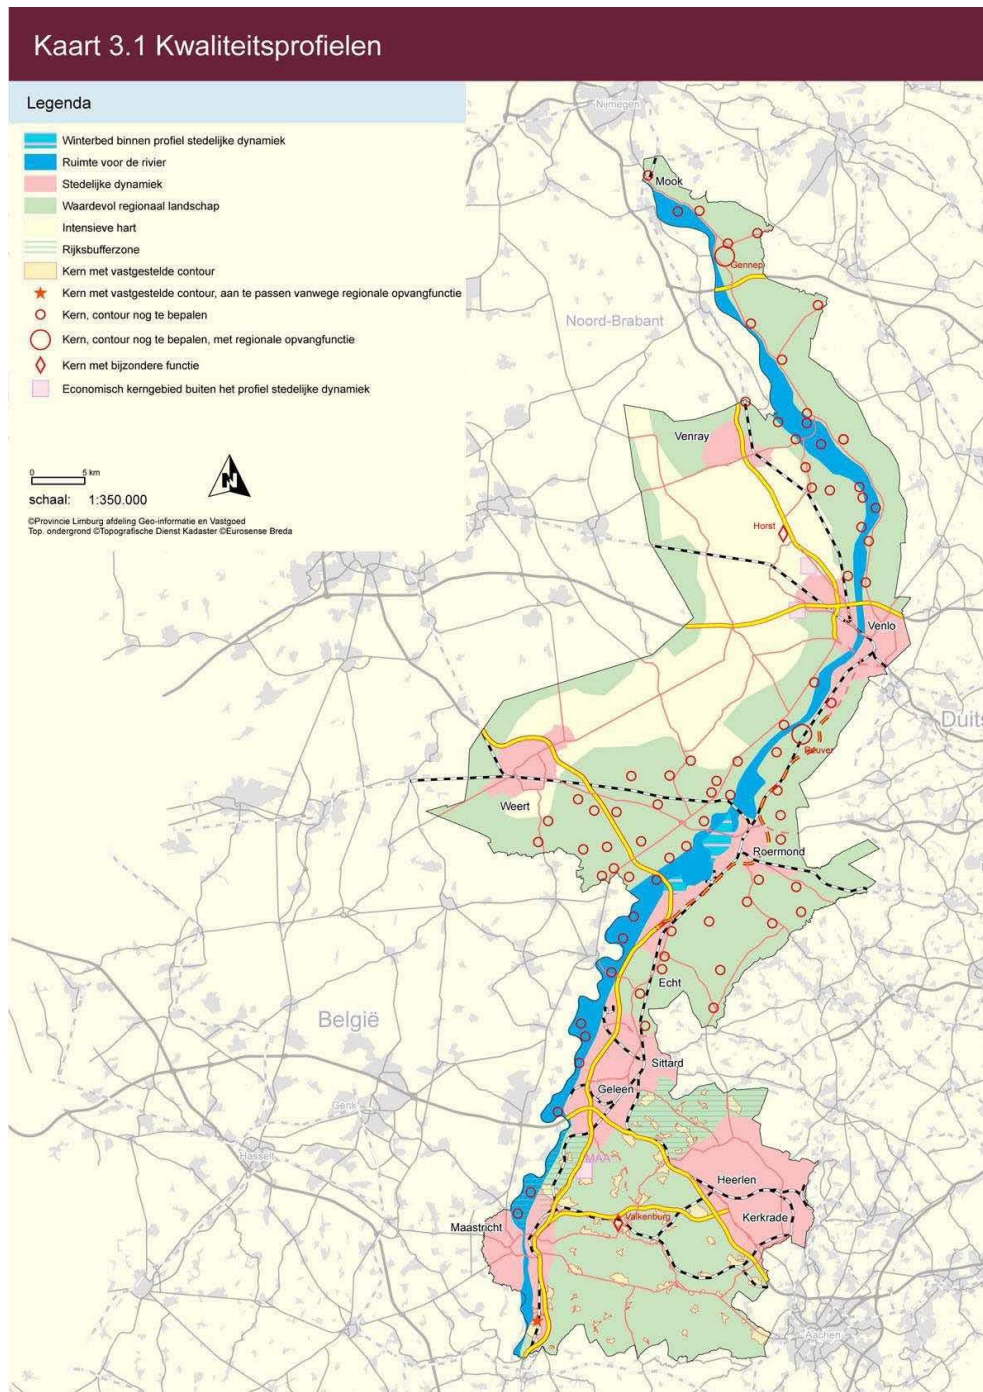 Kaart 3.1 Kwaliteitsprofielen
Legenda
Winterbed binnen profiel stedelijke dynamiek
Ruimte voor de rivier
Stedelijke dynamiek
Waardevol regionaal landschap
Intensieve hart
Rijksbufferzone
Kern met vastgestelde contour
Kern met vastgestelde contour, aan te passen vanwege regionale opvangfunctie
Kern, contour nog te bepalen
Kern, contour nog te bepalen, met regionale opvangfunctie
Kern met bijzondere functie
Economisch kerngebied buiten het profiel stedelijke dynamiek
0 5 km
N
schaal: 1:350.000
©Provincie Limburg afdeling Geo-informatie en Vastgoed
Top. ondergrond ©Topografische Dienst Kadaster ©Eurosense Breda
Nijmegen
Mook
Gennep
Noord-Brabant
Venray
Horst
Venlo
Duits
Beuver
Weert
Roermond
Echt
België
Sittard
Geleen
Genk
Hasselt
MAA
Heerlen
Maastricht
Valkenburg
Kerkrade
Aachen